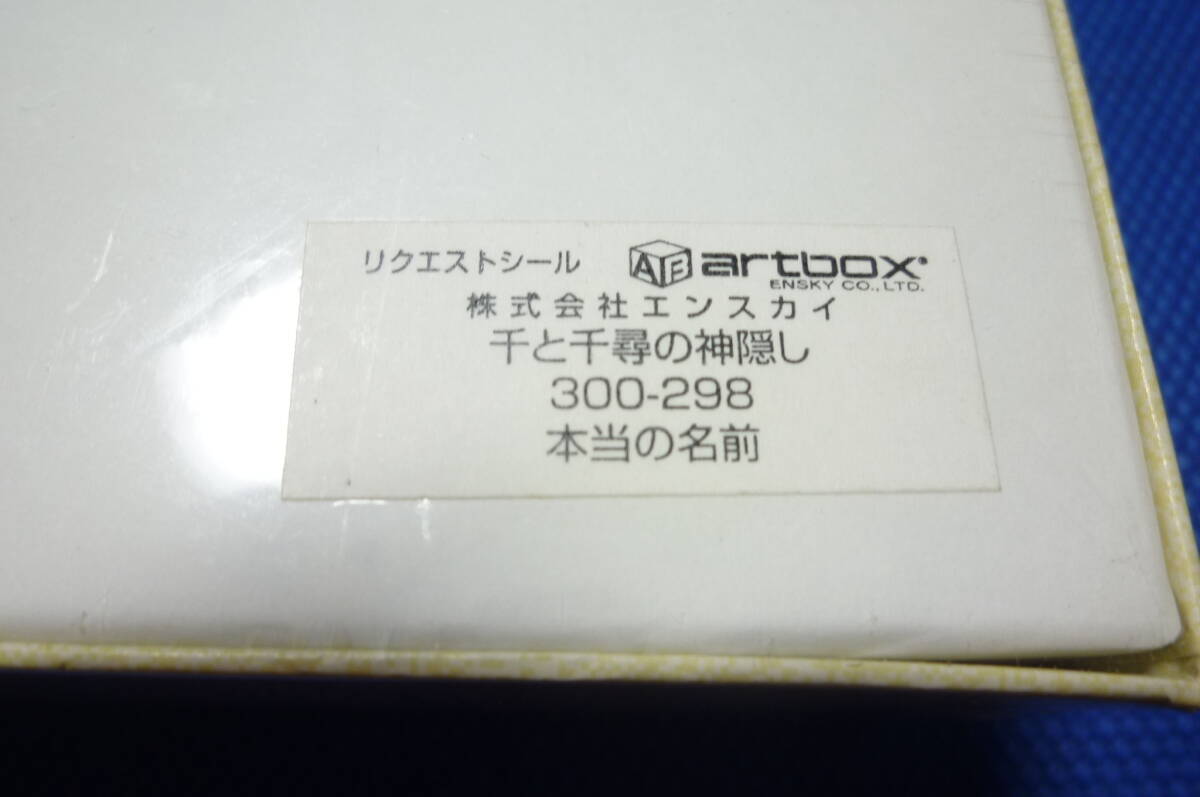 リクエストシール ATB artbox
ENSKY CO., LTD.
株式会社エンスカイ
千と千尋の神隠し
300-298
本当の名前